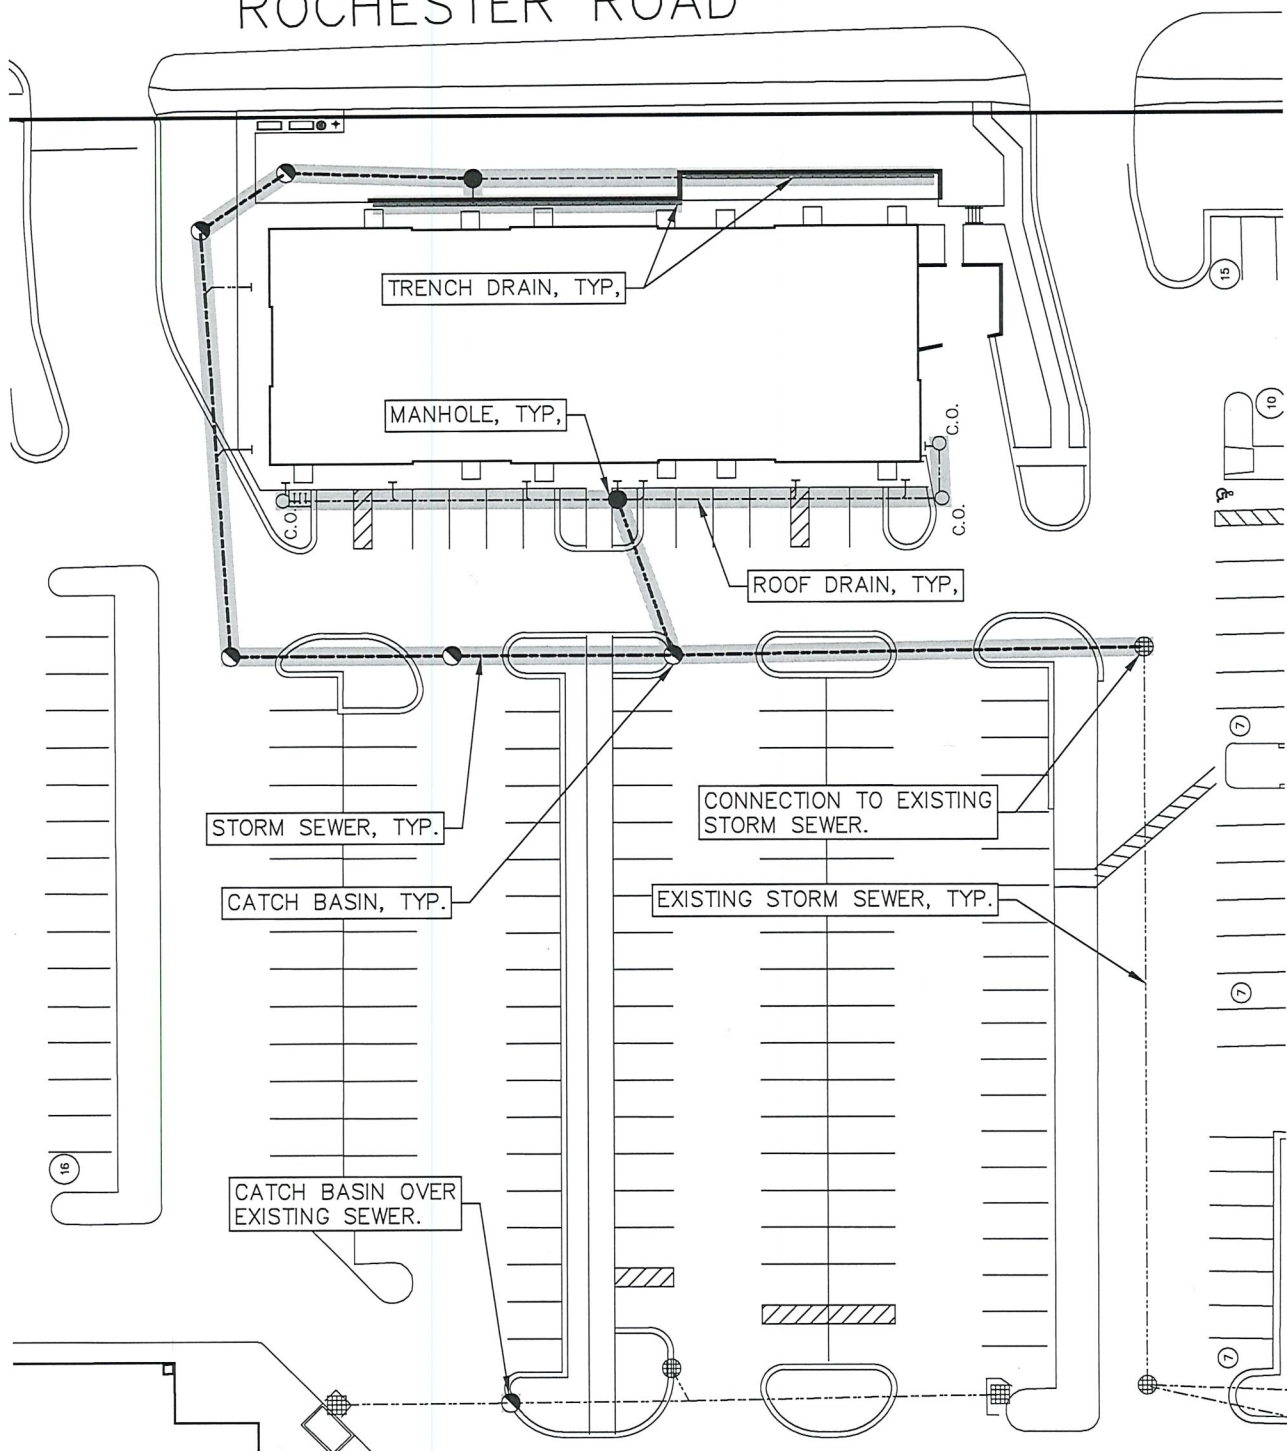 ROCHESTER ROAD
TRENCH DRAIN, TYP,
15
MANHOLE, TYP,
10
C.O.
C.O.
C.O.
ROOF DRAIN, TYP,
7
CONNECTION TO EXISTING
STORM SEWER.
STORM SEWER, TYP.
CATCH BASIN, TYP.
EXISTING STORM SEWER, TYP.
7
16
CATCH BASIN OVER
EXISTING SEWER.
7